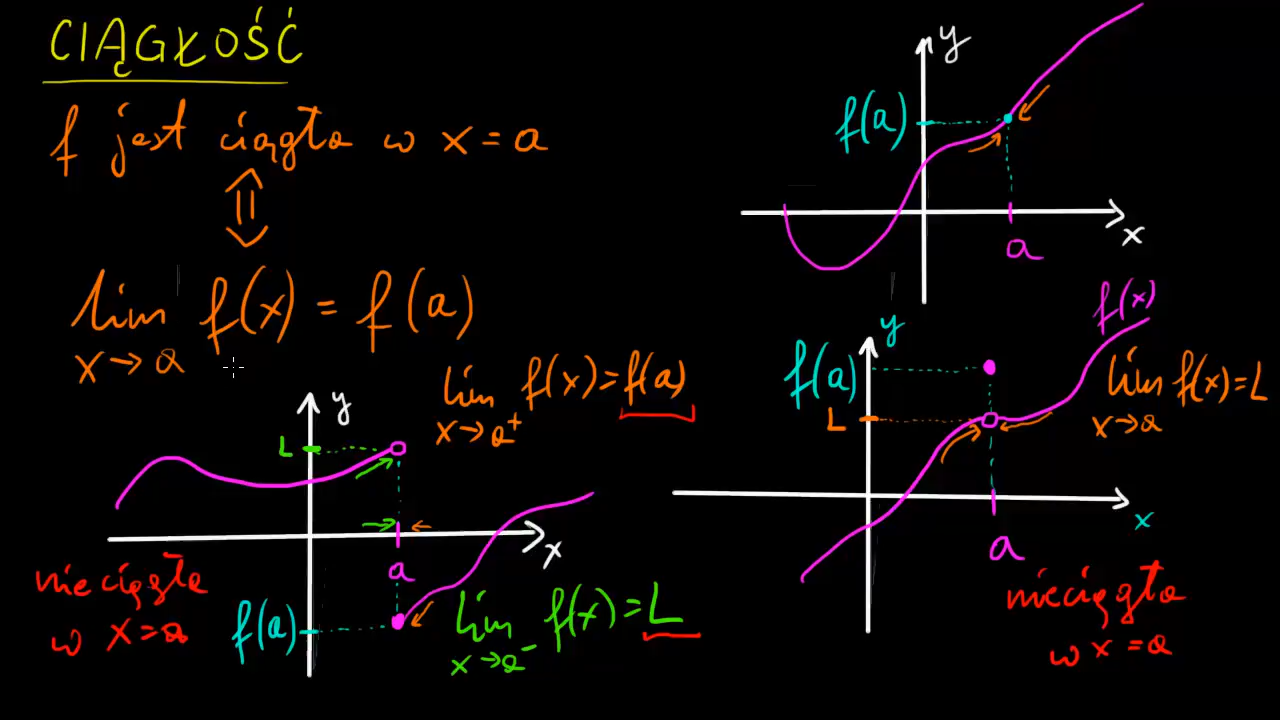 CIĄGŁOŚĆ
f jest ciągła w x = a
⇕
lim f(x) = f(a)
x → a
y
f(a)
a
x
lim f(x) = f(a)
x → a⁺
y
L
a
x
f(a)
lim f(x) = L
x → a⁻
nieciągła
w x = a
y
f(x)
f(a)
L
lim f(x) = L
x → a
x
a
nieciągła
w x = a